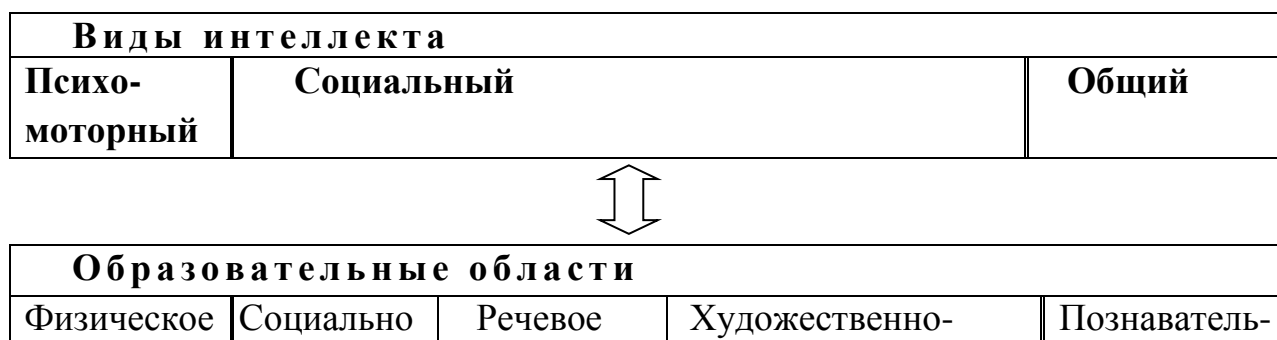 Виды интеллекта
Психо-
моторный
Социальный
Общий
Образовательные области
Физическое Социально Речевое Художественно- Познаватель-